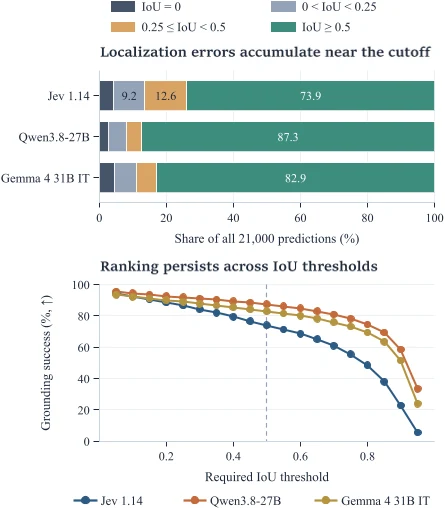 IoU = 0
0 < IoU < 0.25
0.25 ≤ IoU < 0.5
IoU ≥ 0.5
Localization errors accumulate near the cutoff
Jev 1.14
9.2
12.6
73.9
Qwen3.8-27B
87.3
Gemma 4 31B IT
82.9
0 20 40 60 80 100
Share of all 21,000 predictions (%)
Ranking persists across IoU thresholds
Grounding success (%, ↑)
100
80
60
40
20
0
0.2 0.4 0.6 0.8
Required IoU threshold
Jev 1.14
Qwen3.8-27B
Gemma 4 31B IT